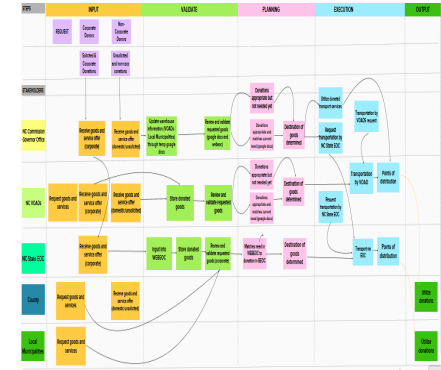 STEPS
INPUT
VALIDATE
PLANNING
EXECUTION
OUTPUT
REQUEST
Corporate
Donors
Non-
Corporate
Donors
Solicited &
Corporate
Donations
Unsolicited
and non-corp
donations
STAKEHOLDERS
NC Commission
Governor Office
Receive goods and
service offer
(corporate)
Receive goods and
service offer
(domestic/unsolicited)
Update warehouse
information (VOADs
Local Municipalities)
through temp google
docs
Review and validate
requested goods
(google docs and
webeoc)
Donations
appropriate but
not needed yet
Donations
appropriate and
matches current
need (google docs)
Destination of
goods
determined
Utilize donated
transport services
Request
transportation by
NC State EOC
Transportation by
VOADs request
NC VOADs
Request goods and
services
Receive goods and
service offer
(corporate)
Receive goods and
service offer
(domestic/unsolicited)
Store donated
goods
Review and
validate requested
goods
Donations
appropriate but
not needed yet
Donations
appropriate and
matches current
need
Destination of
goods
determined
Request
transportation by
NC State EOC
Transportation
by VOAD
Points of
distribution
NC State EOC
Receive goods and
service offer
(corporate)
Input into
WEBEOC
Store donated
goods
Review and
validate requested
goods (corporate)
Matches need in
WEBEOC to
donation in EEOC
Destination of
goods
determined
Transport via
EOC
Points of
distribution
County
Request goods and
services
Receive goods and
service offer
(domestic/unsolicited)
Utilize
donations
Local
Municipalities
Request goods and
services
Utilize
donations